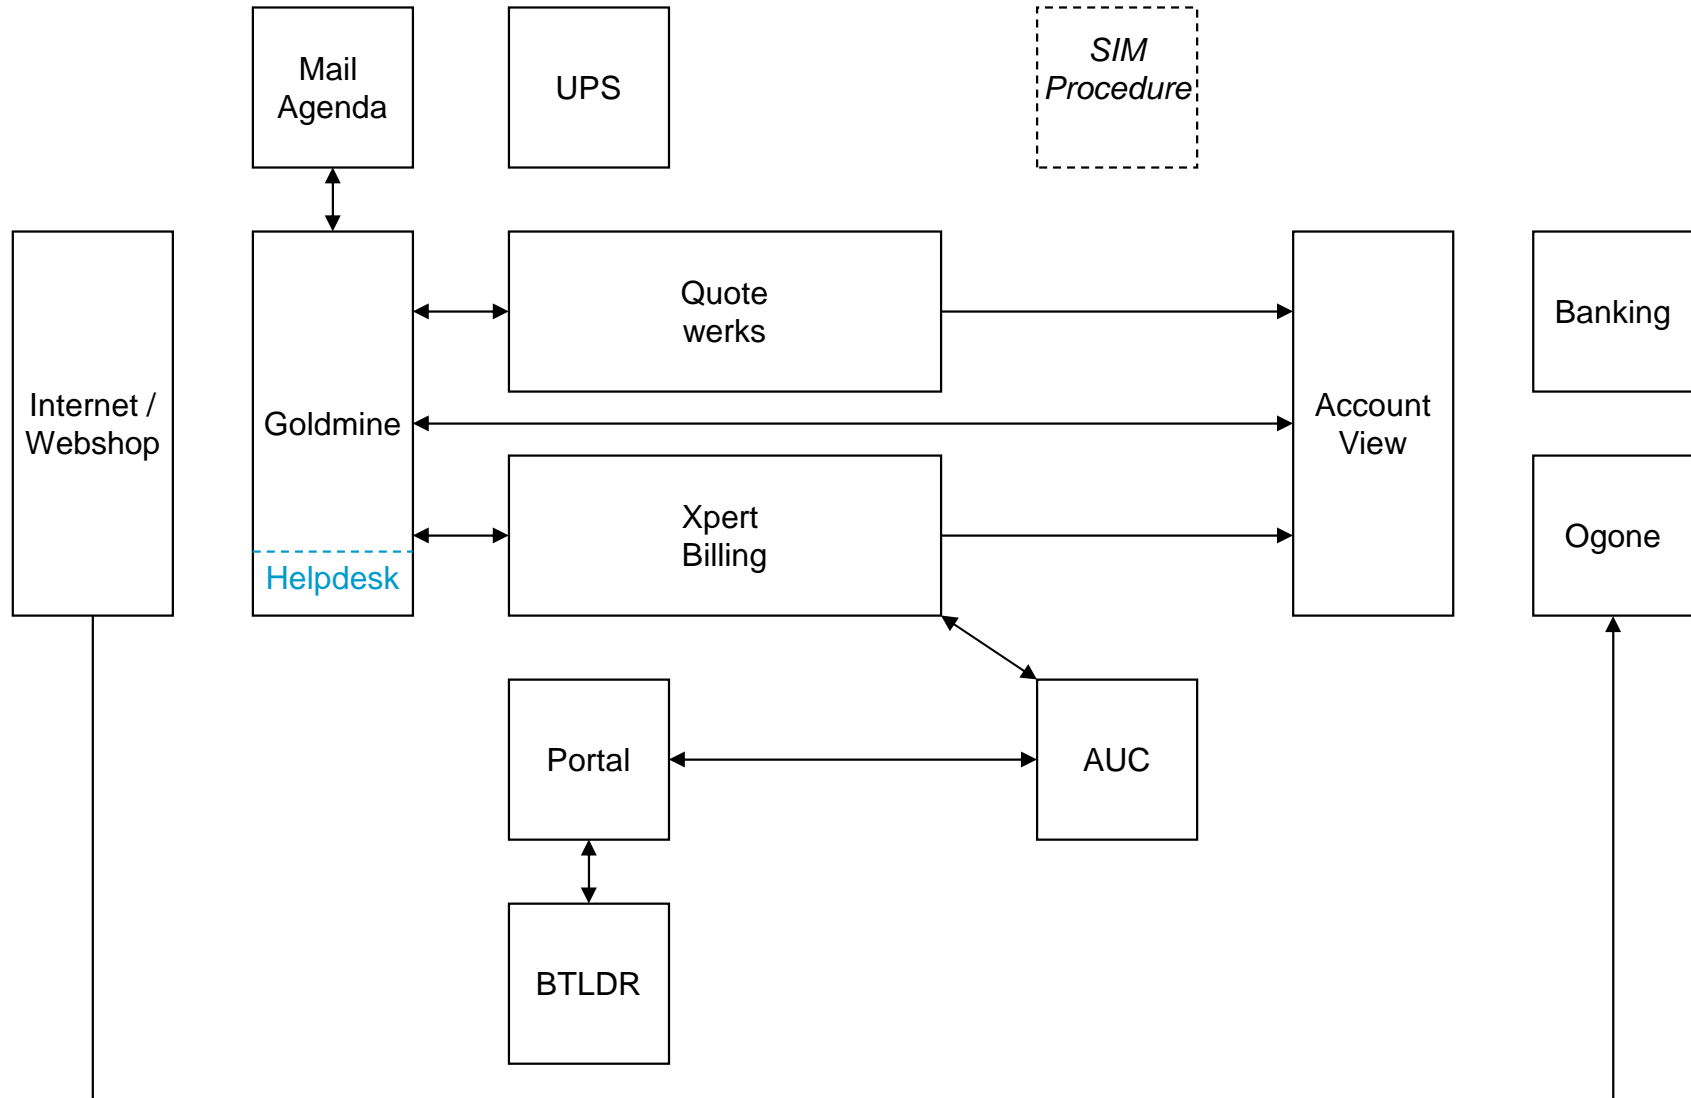 Mail
Agenda
UPS
SIM
Procedure
Internet /
Webshop
Goldmine
Helpdesk
Quote
werks
Xpert
Billing
Account
View
Banking
Ogone
Portal
AUC
BTLDR